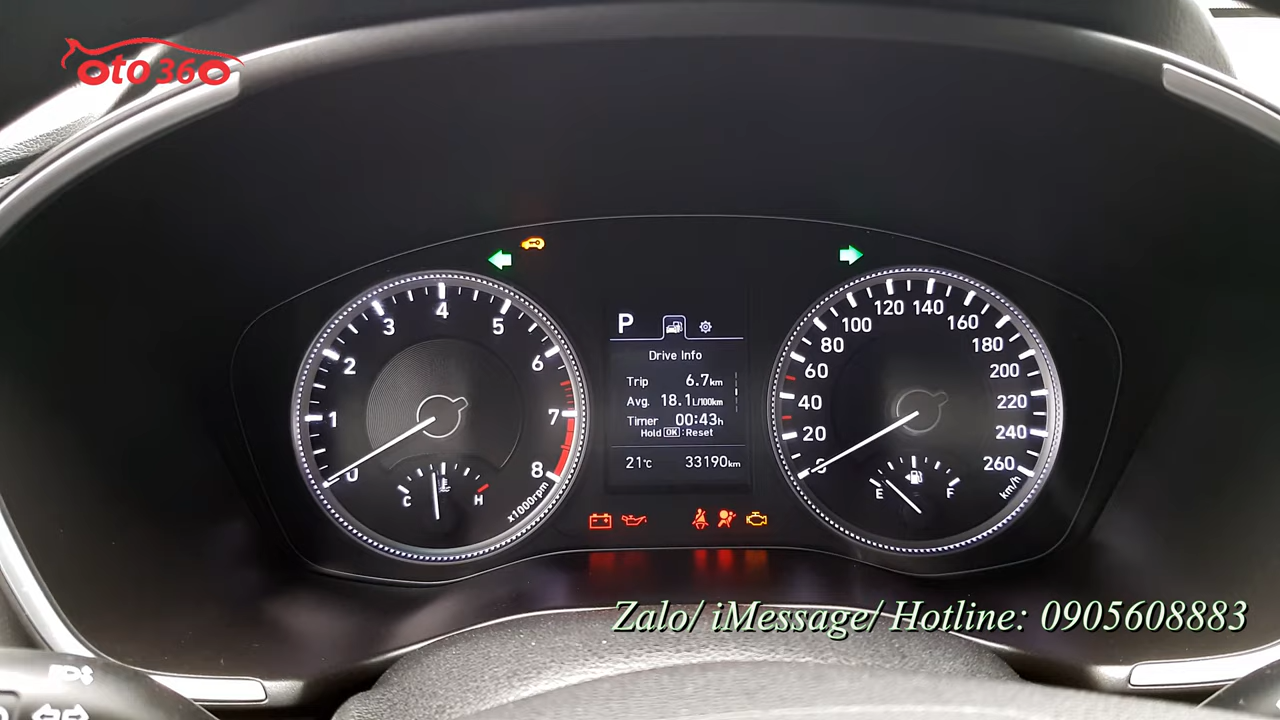 oto360
0
1
2
3
4
5
6
7
8
x1000rpm
C
H
P
Drive Info
Trip 6.7km
Avg. 18.1L/100km
Timer 00:43h
Hold OK :Reset
21°C 33190km
0
20
40
60
80
100
120
140
160
180
200
220
240
260
km/h
E
F
Zalo/ iMessage/ Hotline: 0905608883